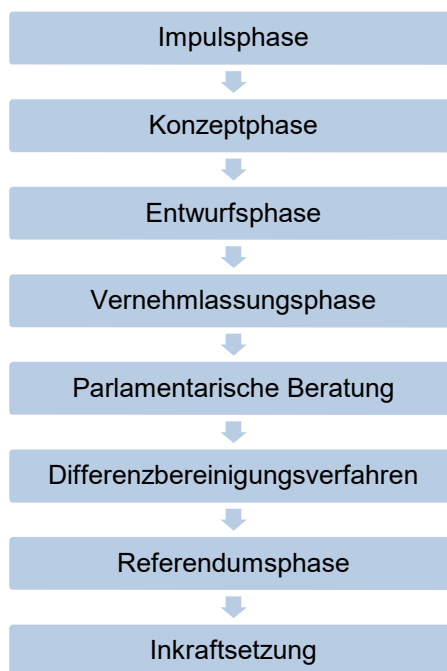 Impulsphase
Konzeptphase
Entwurfsphase
Vernehmlassungsphase
Parlamentarische Beratung
Differenzbereinigungsverfahren
Referendumsphase
Inkraftsetzung